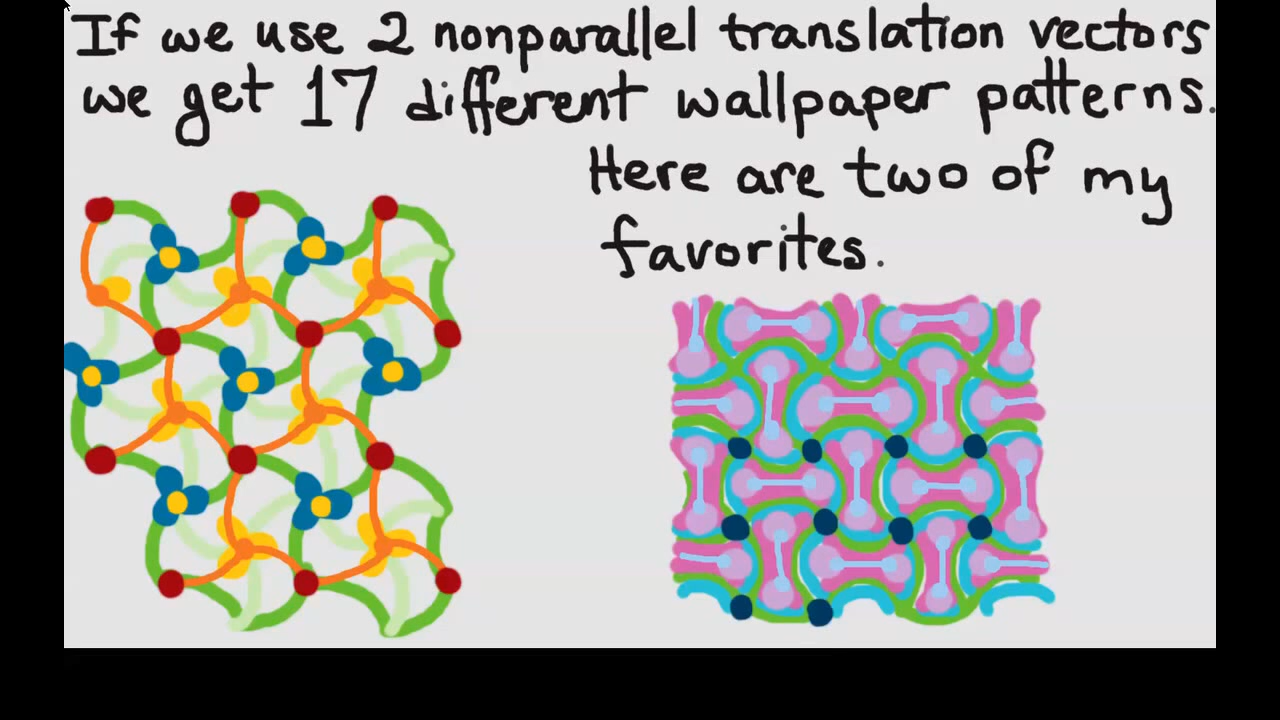 If we use 2 nonparallel translation vectors
we get 17 different wallpaper patterns.
Here are two of my
favorites.